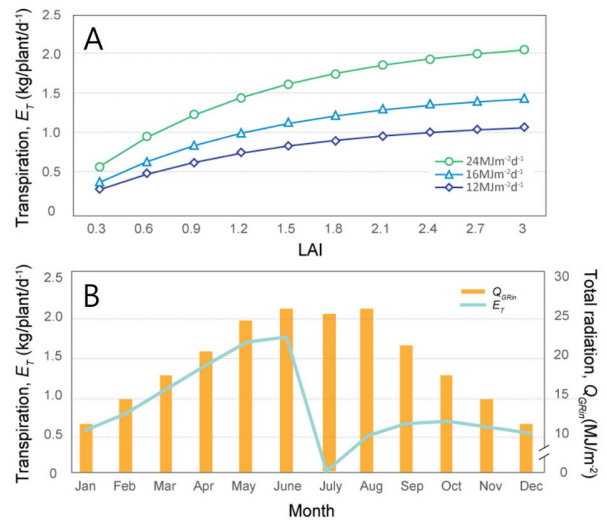 A
Transpiration, E_T (kg/plant/d⁻¹)
2.5
2.0
1.5
1.0
0.5
0
24MJm⁻²d⁻¹
16MJm⁻²d⁻¹
12MJm⁻²d⁻¹
0.3 0.6 0.9 1.2 1.5 1.8 2.1 2.4 2.7 3
LAI
B
Transpiration, E_T (kg/plant/d⁻¹)
2.5
2.0
1.5
1.0
0.5
0
Q_GRin
E_T
30
25
20
15
10
0
Total radiation, Q_GRin (MJ/m⁻²)
Jan Feb Mar Apr May June July Aug Sep Oct Nov Dec
Month